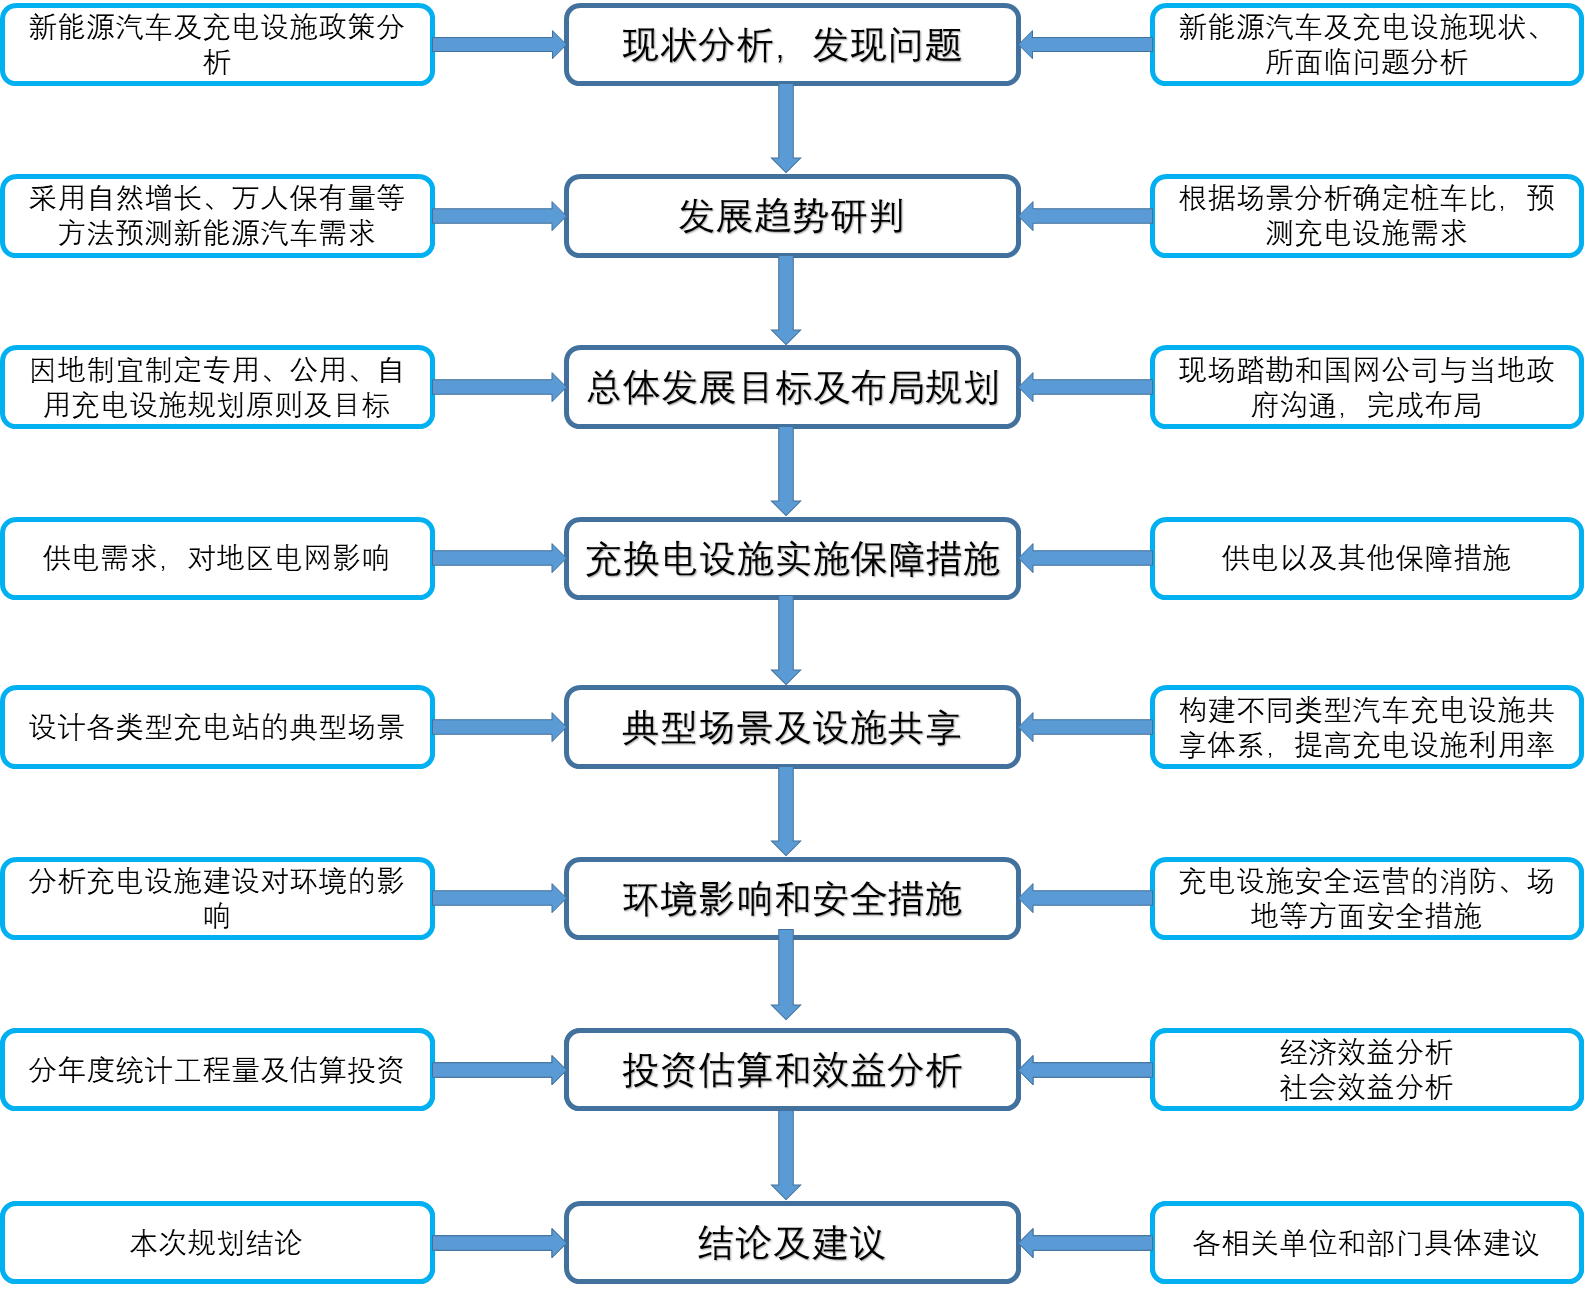 新能源汽车及充电设施政策分
析
现状分析，发现问题
新能源汽车及充电设施现状、
所面临问题分析
采用自然增长、万人保有量等
方法预测新能源汽车需求
发展趋势研判
根据场景分析确定桩车比，预
测充电设施需求
因地制宜制定专用、公用、自
用充电设施规划原则及目标
总体发展目标及布局规划
现场踏勘和国网公司与当地政
府沟通，完成布局
供电需求，对地区电网影响
充换电设施实施保障措施
供电以及其他保障措施
设计各类型充电站的典型场景
典型场景及设施共享
构建不同类型汽车充电设施共
享体系，提高充电设施利用率
分析充电设施建设对环境的影
响
环境影响和安全措施
充电设施安全运营的消防、场
地等方面安全措施
分年度统计工程量及估算投资
投资估算和效益分析
经济效益分析
社会效益分析
本次规划结论
结论及建议
各相关单位和部门具体建议